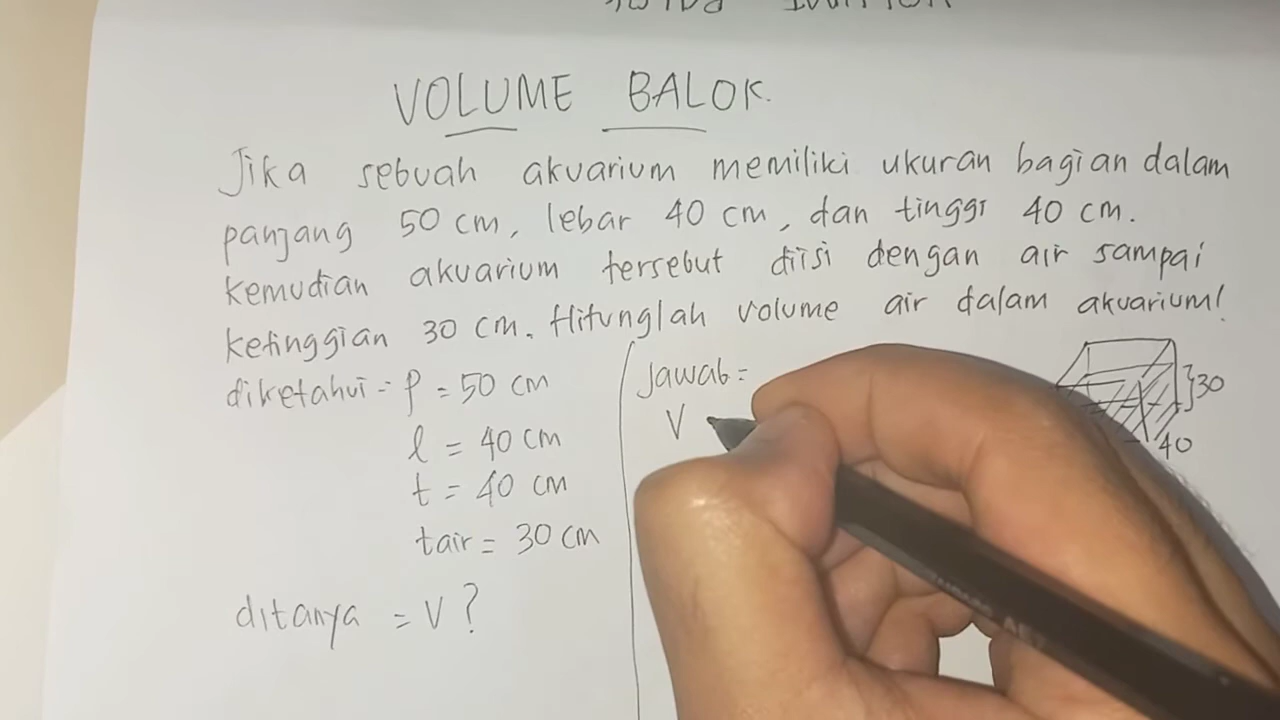 VOLUME BALOK.
Jika sebuah akuarium memiliki ukuran bagian dalam
panjang 50 cm, lebar 40 cm, dan tinggi 40 cm.
kemudian akuarium tersebut diisi dengan air sampai
ketinggian 30 cm. Hitunglah volume air dalam akuarium!
diketahui = p = 50 cm
l = 40 cm
t = 40 cm
tair = 30 cm
ditanya = V ?
Jawab =
V
30
40